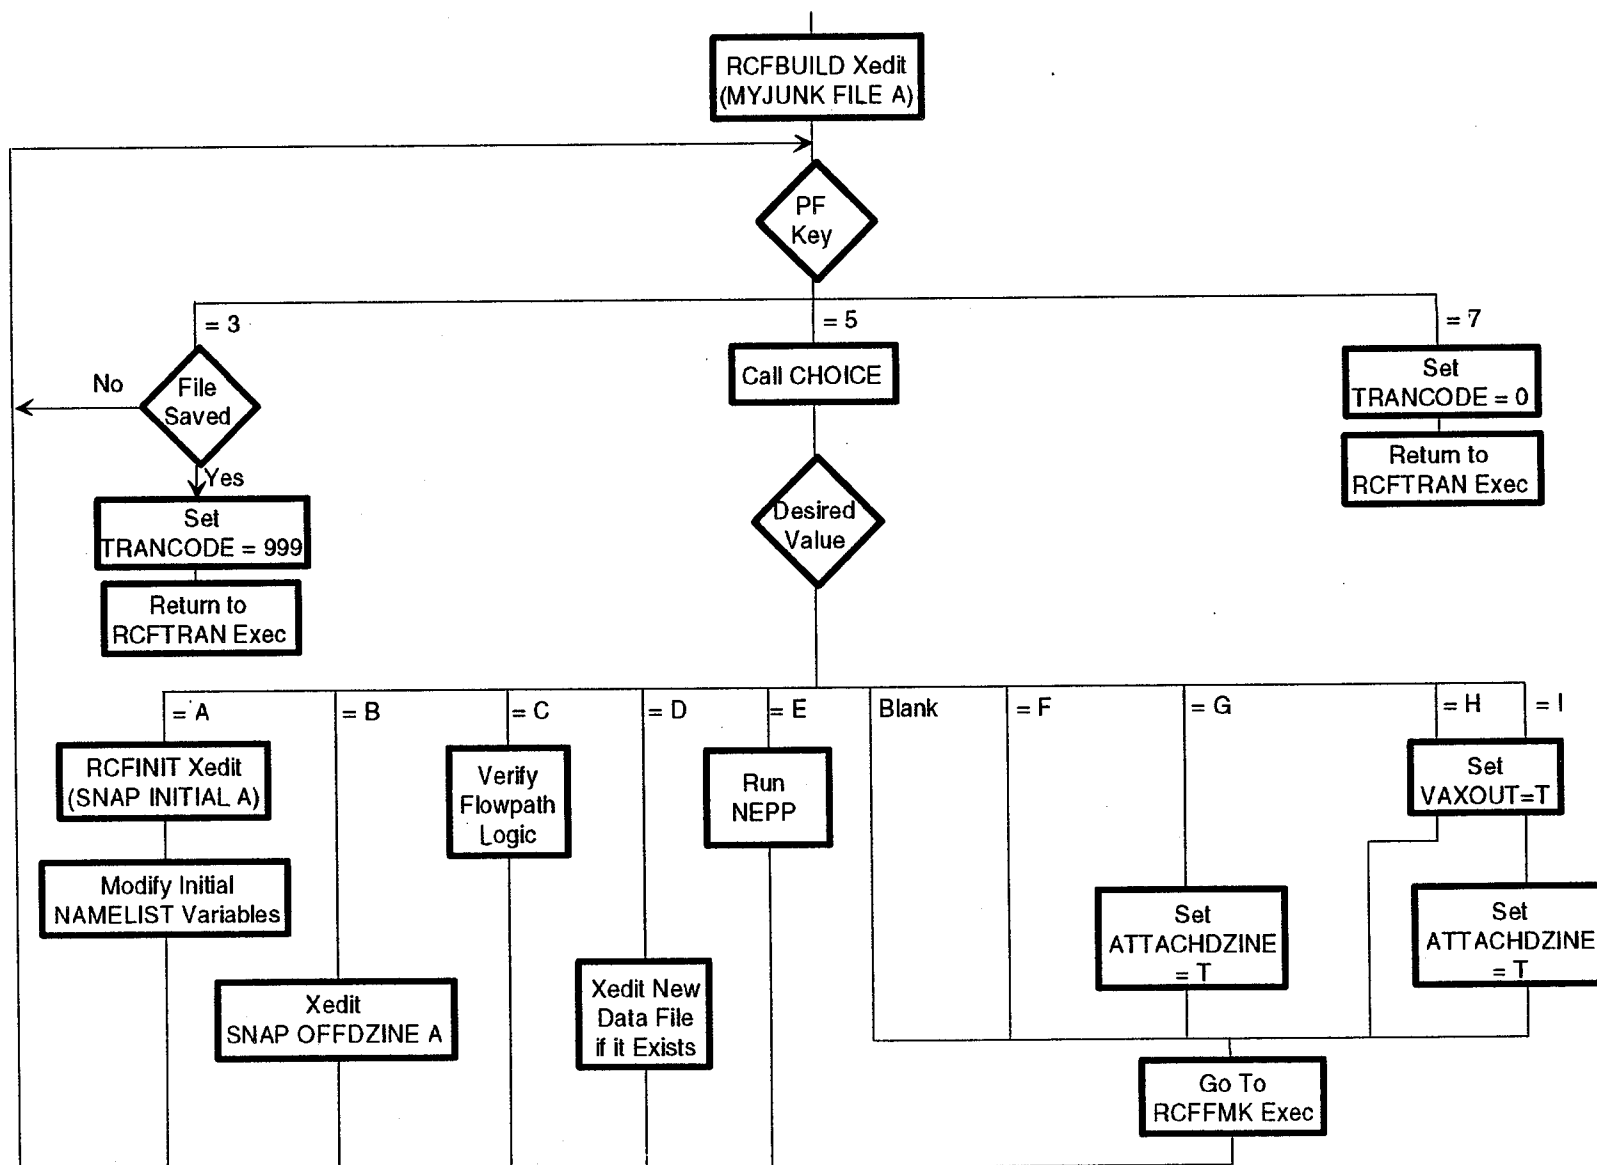 RCFBUILD Xedit
(MYJUNK FILE A)
PF
Key
= 3
= 5
= 7
No
File
Saved
Call CHOICE
Set
TRANCODE = 0
Yes
Return to
RCFTRAN Exec
Set
TRANCODE = 999
Desired
Value
Return to
RCFTRAN Exec
= A
= B
= C
= D
= E
Blank
= F
= G
= H
= I
RCFINIT Xedit
(SNAP INITIAL A)
Verify
Flowpath
Logic
Run
NEPP
Set
VAXOUT=T
Modify Initial
NAMELIST Variables
Set
ATTACHDZINE
= T
Set
ATTACHDZINE
= T
Xedit
SNAP OFFDZINE A
Xedit New
Data File
if it Exists
Go To
RCFFMK Exec